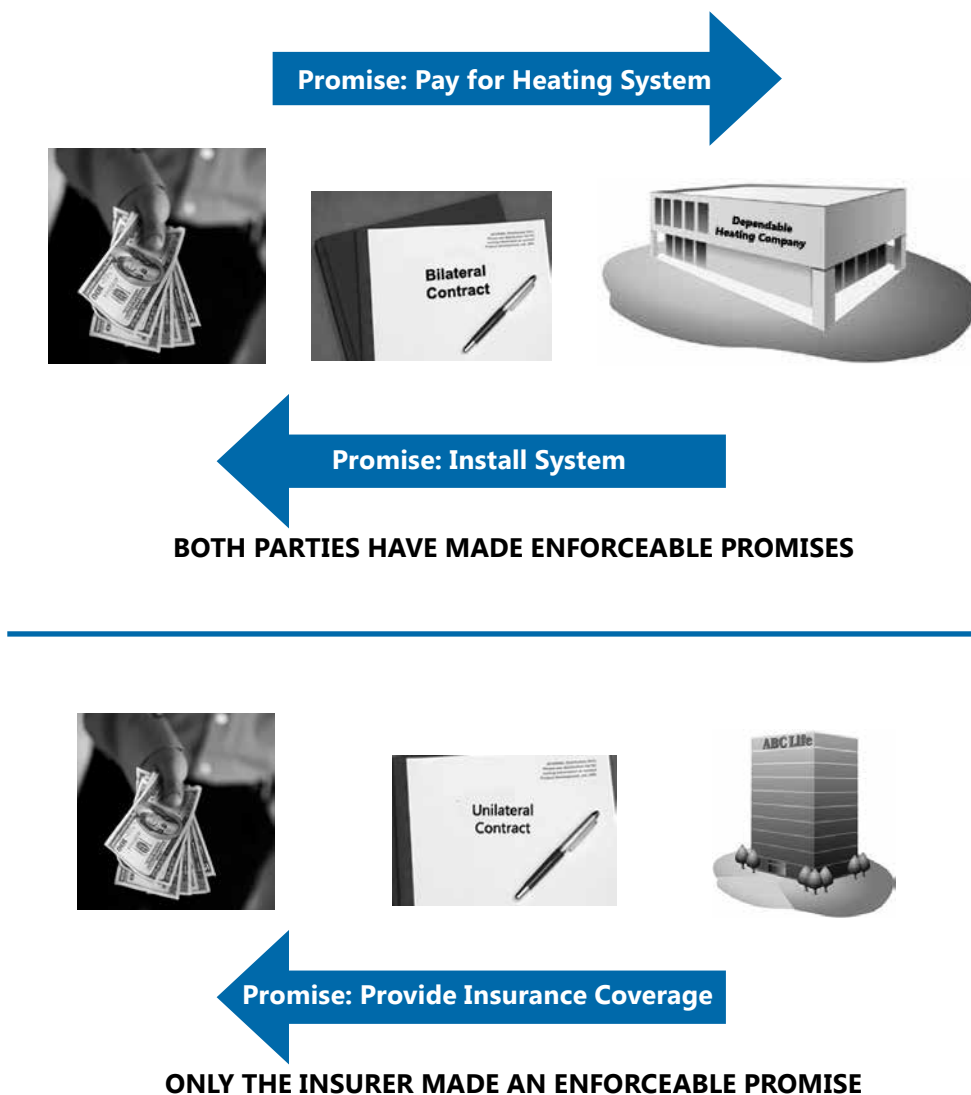 Promise: Pay for Heating System
Dependable
Heating Company
Bilateral
Contract
Promise: Install System
BOTH PARTIES HAVE MADE ENFORCEABLE PROMISES
ABC Life
Unilateral
Contract
Promise: Provide Insurance Coverage
ONLY THE INSURER MADE AN ENFORCEABLE PROMISE